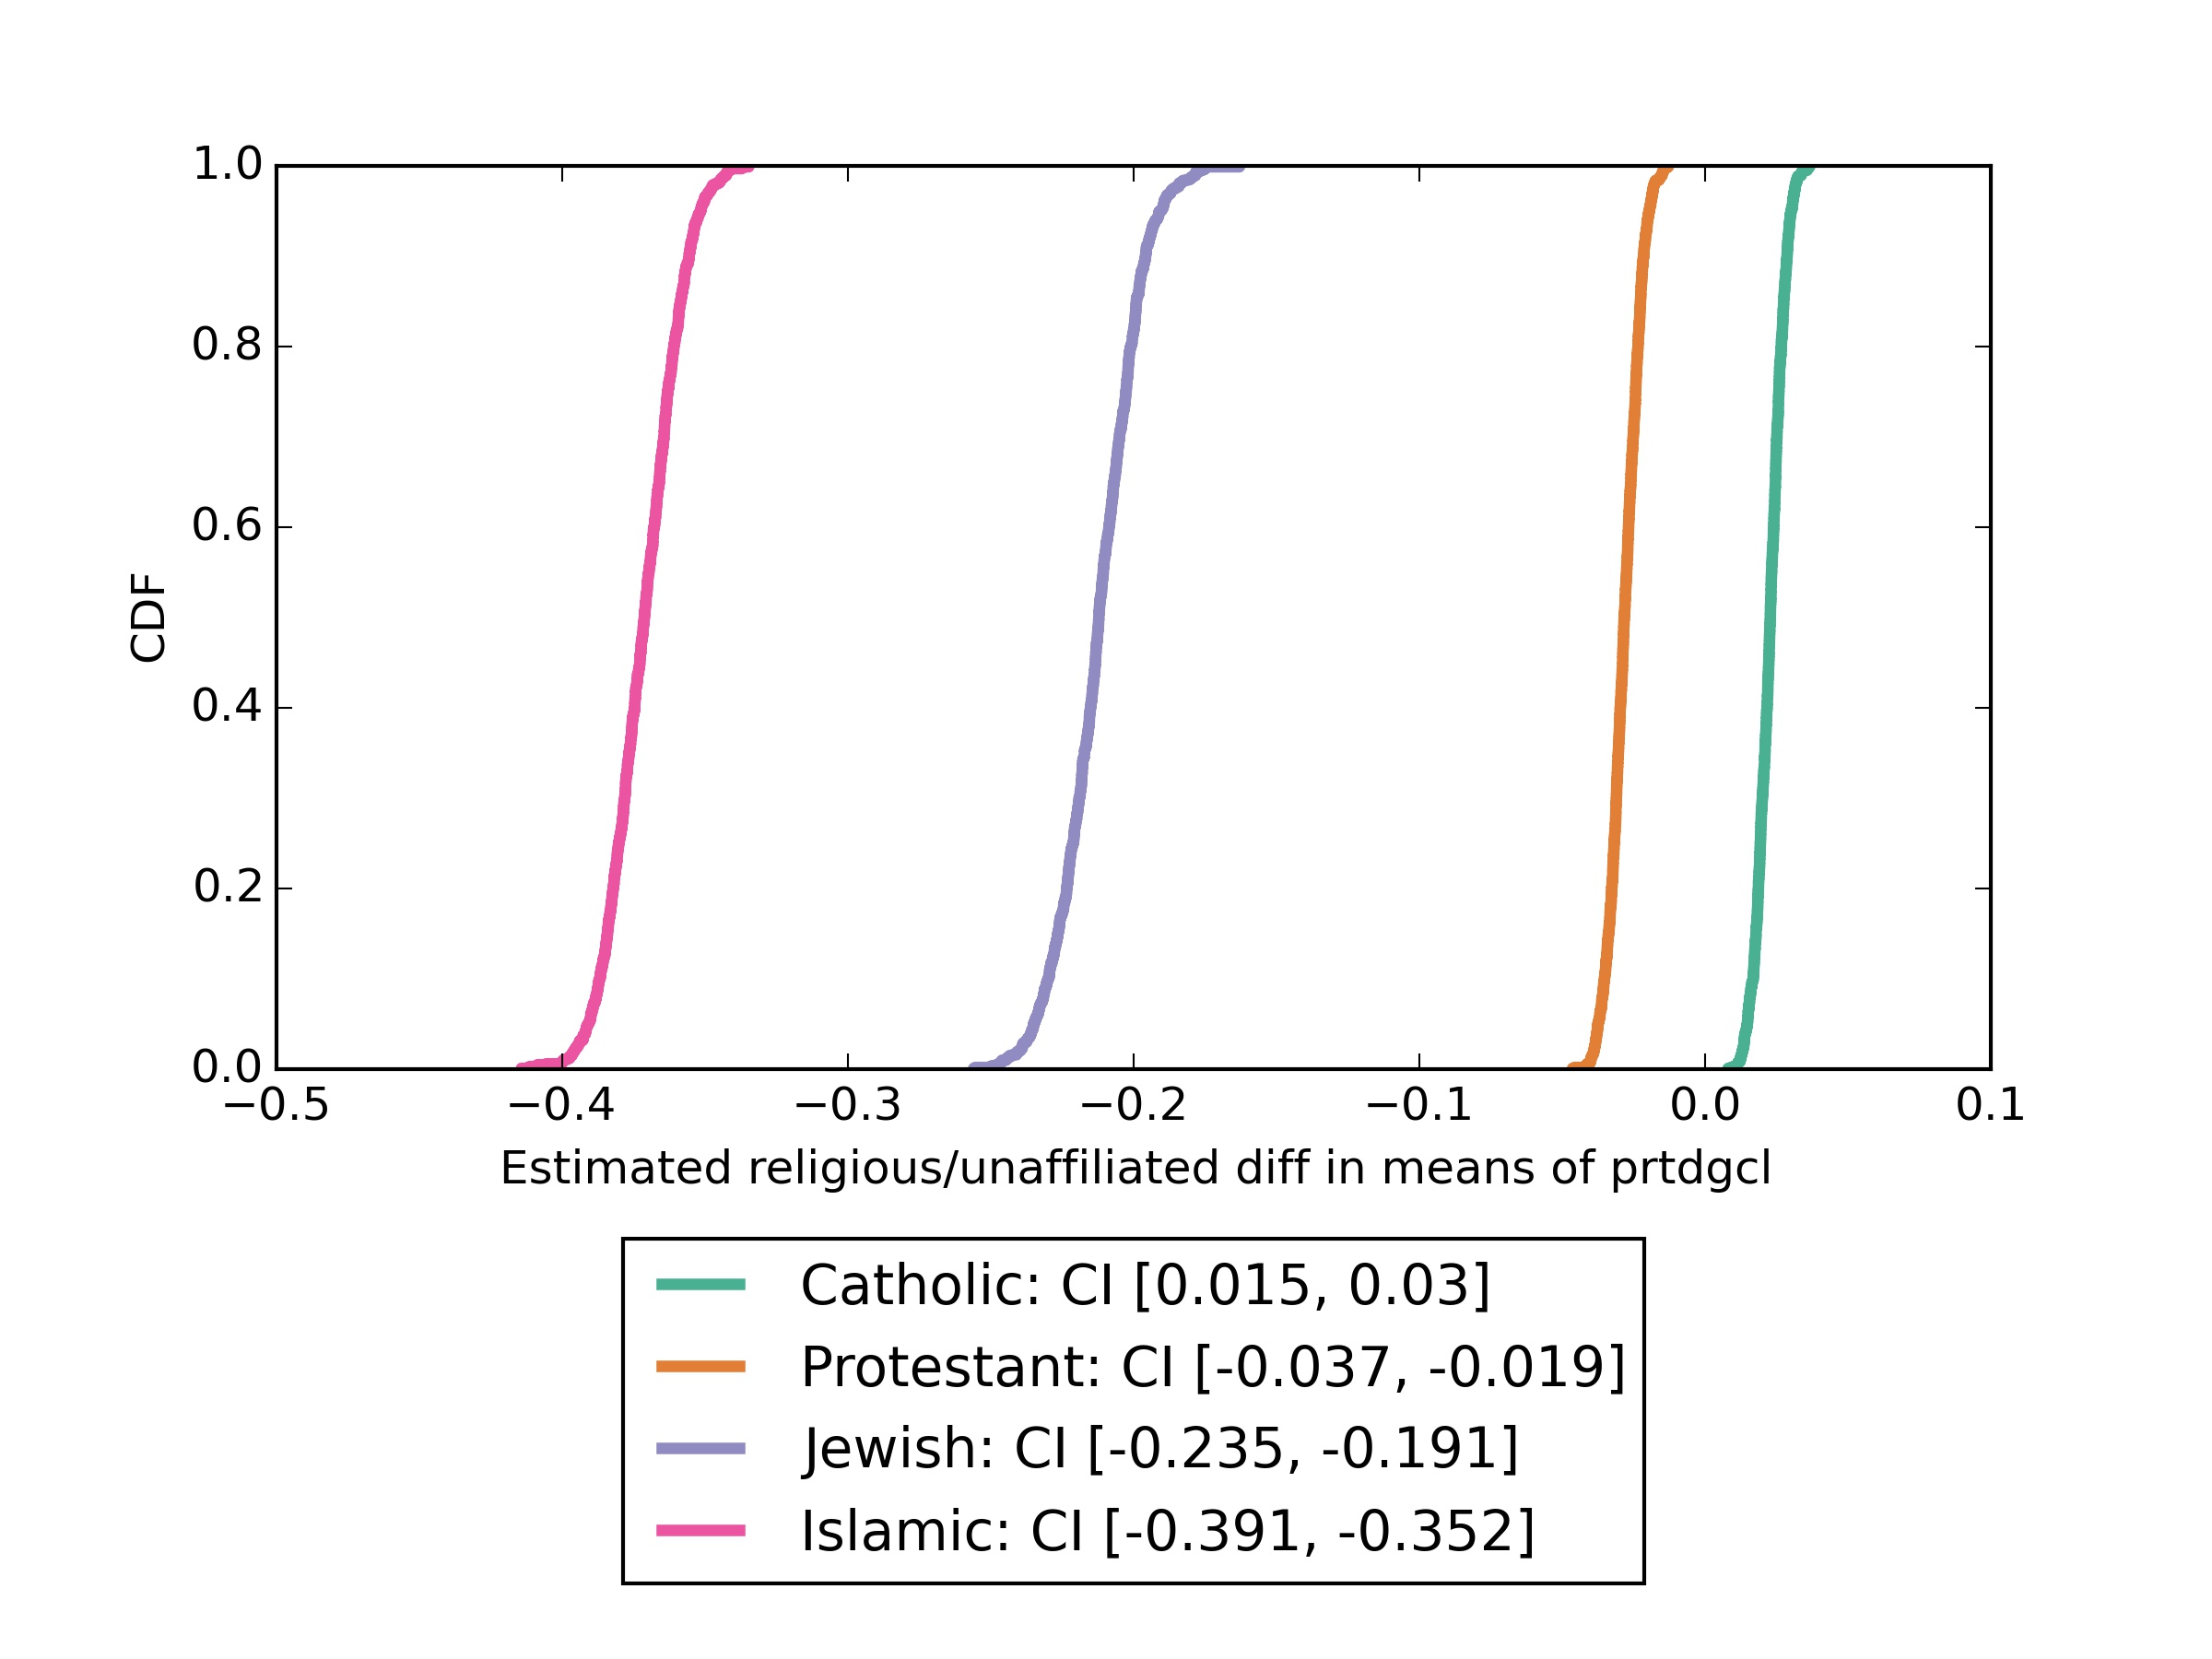 1.0
0.8
0.6
0.4
0.2
0.0
CDF
−0.5 −0.4 −0.3 −0.2 −0.1 0.0 0.1
Estimated religious/unaffiliated diff in means of prtdgcl
Catholic: CI [0.015, 0.03]
Protestant: CI [-0.037, -0.019]
Jewish: CI [-0.235, -0.191]
Islamic: CI [-0.391, -0.352]